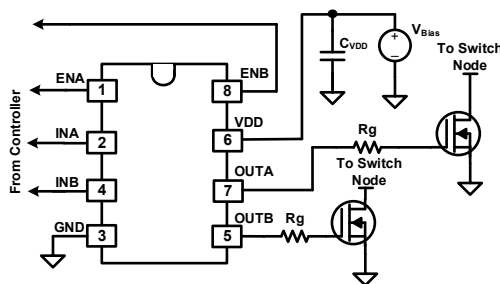 VBias
CVDD
To Switch
Node
ENA
1
ENB
8
VDD
6
INA
2
Rg
From Controller
To Switch
Node
INB
4
OUTA
7
GND
3
OUTB
5
Rg